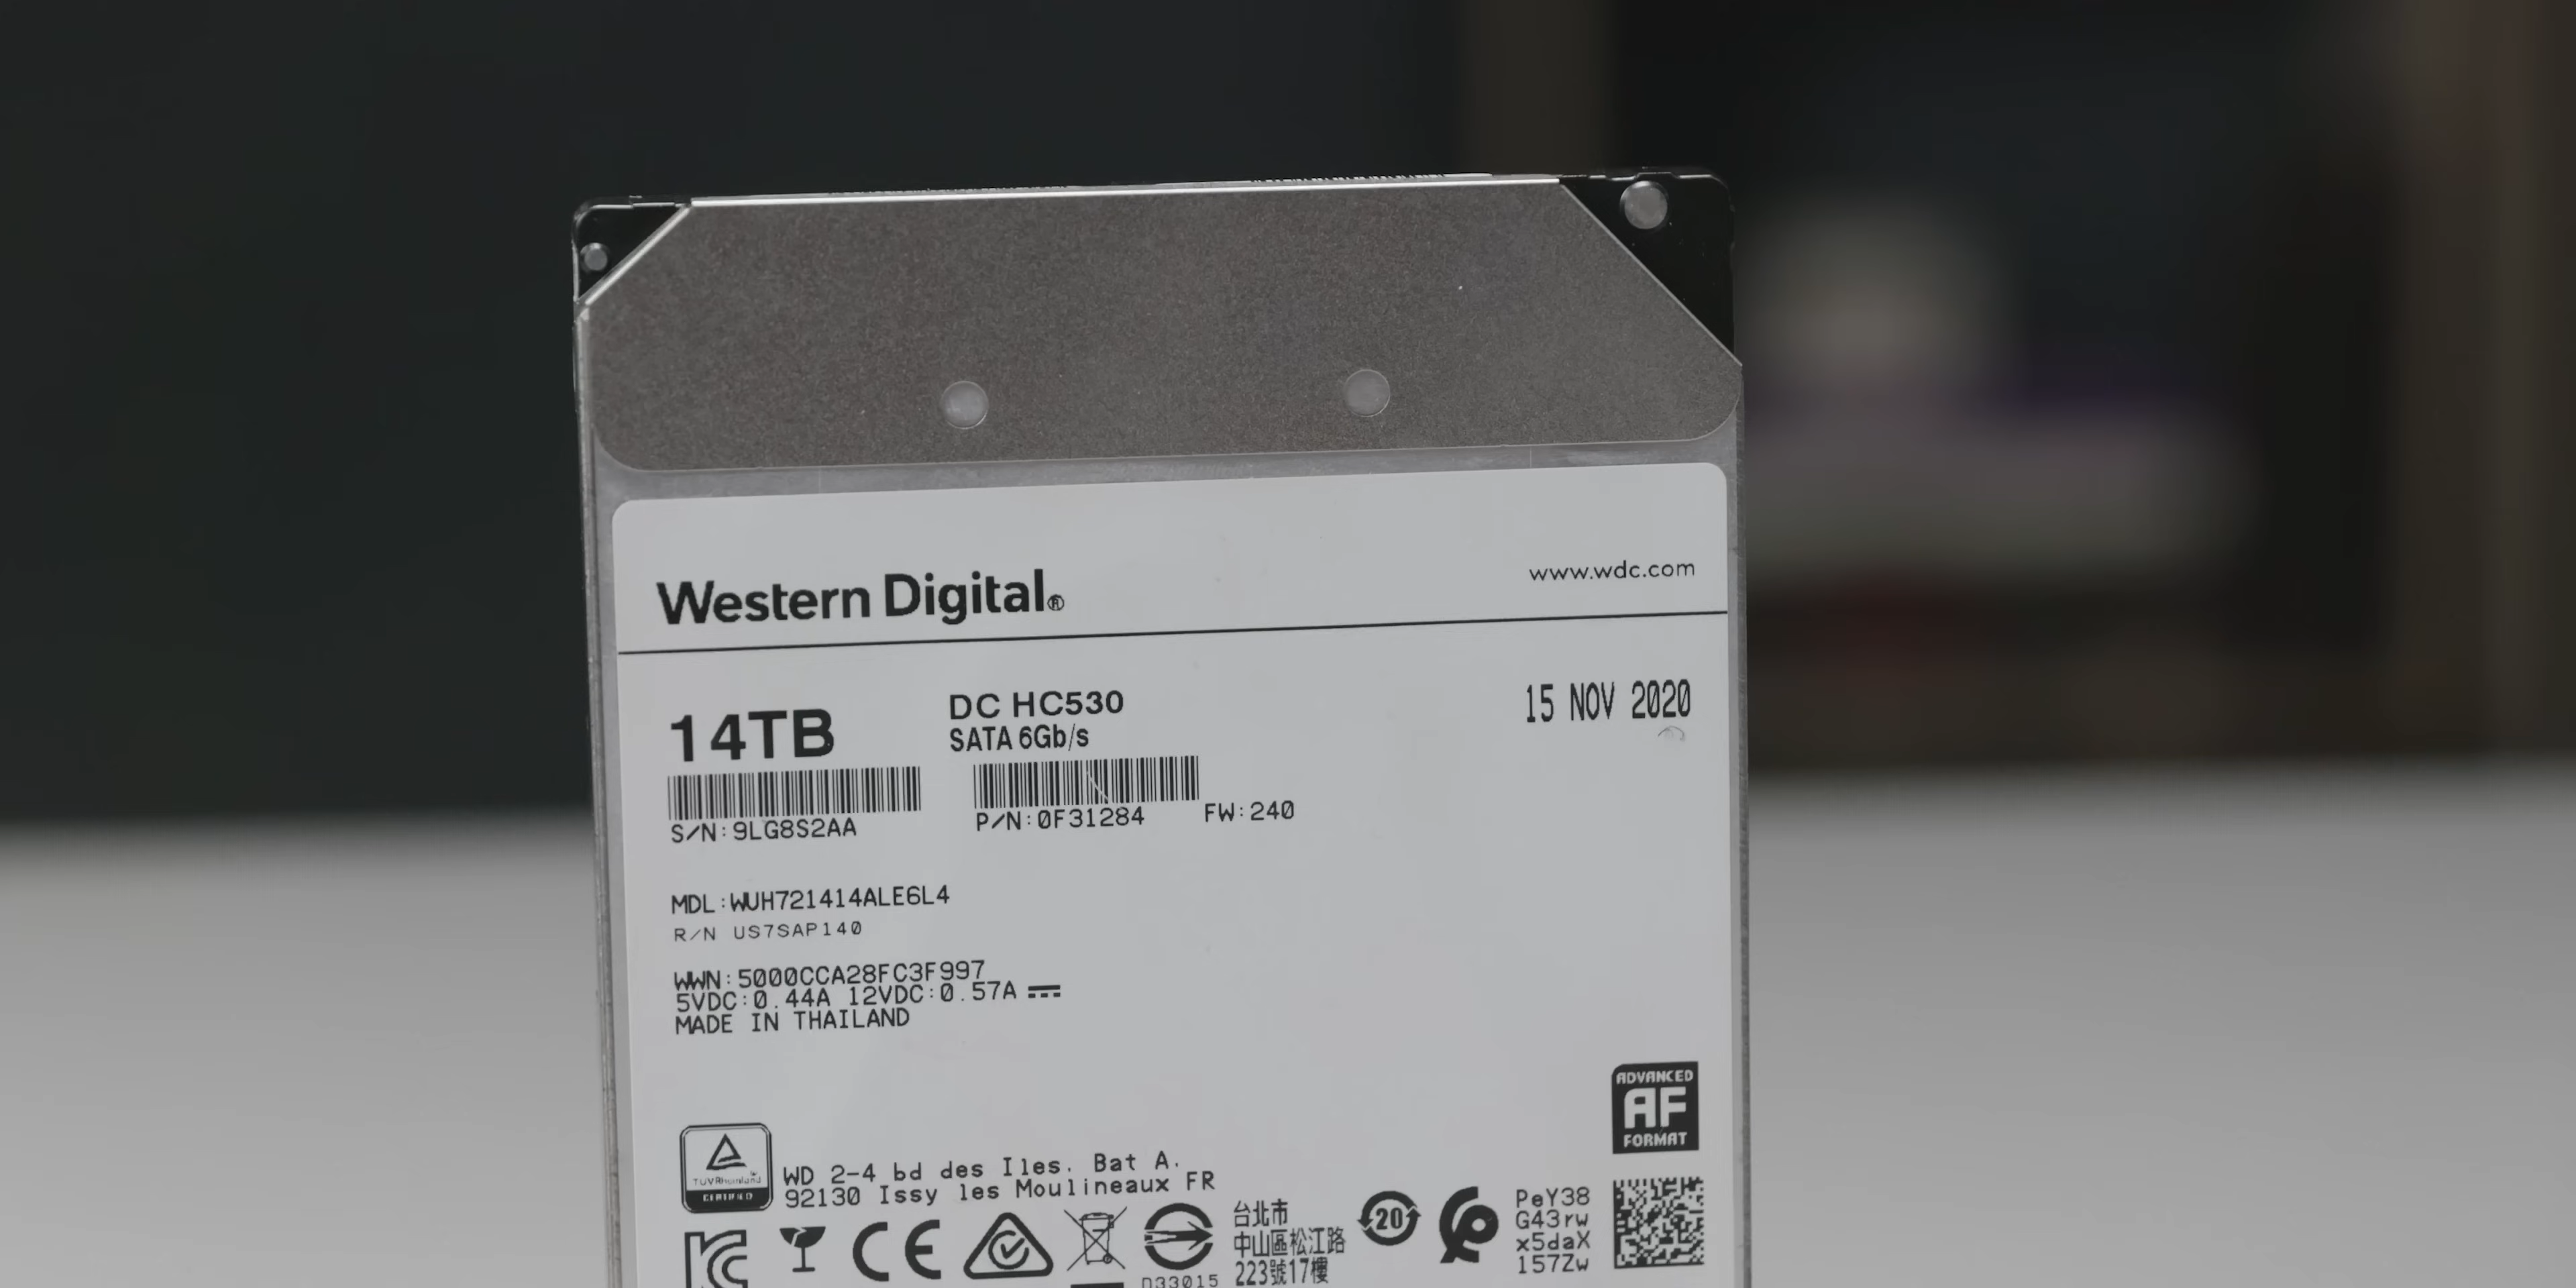 Western Digital®
www.wdc.com
14TB
DC HC530
SATA 6Gb/s
15 NOV 2020
S/N:9LG8S2AA
P/N:0F31284
FW:240
MDL:WUH721414ALE6L4
R/N US7SAP140
WWN:5000CCA28FC3F997
5VDC:0.44A 12VDC:0.57A
MADE IN THAILAND
ADVANCED
AF
FORMAT
TÜVRheinland
CERTIFIED
WD 2-4 bd des Iles. Bat A.
92130 Issy les Moulineaux FR
CE
台北市
中山區松江路
223號17樓
20
PeY38
G43rw
x5daX
157Zw
D33015